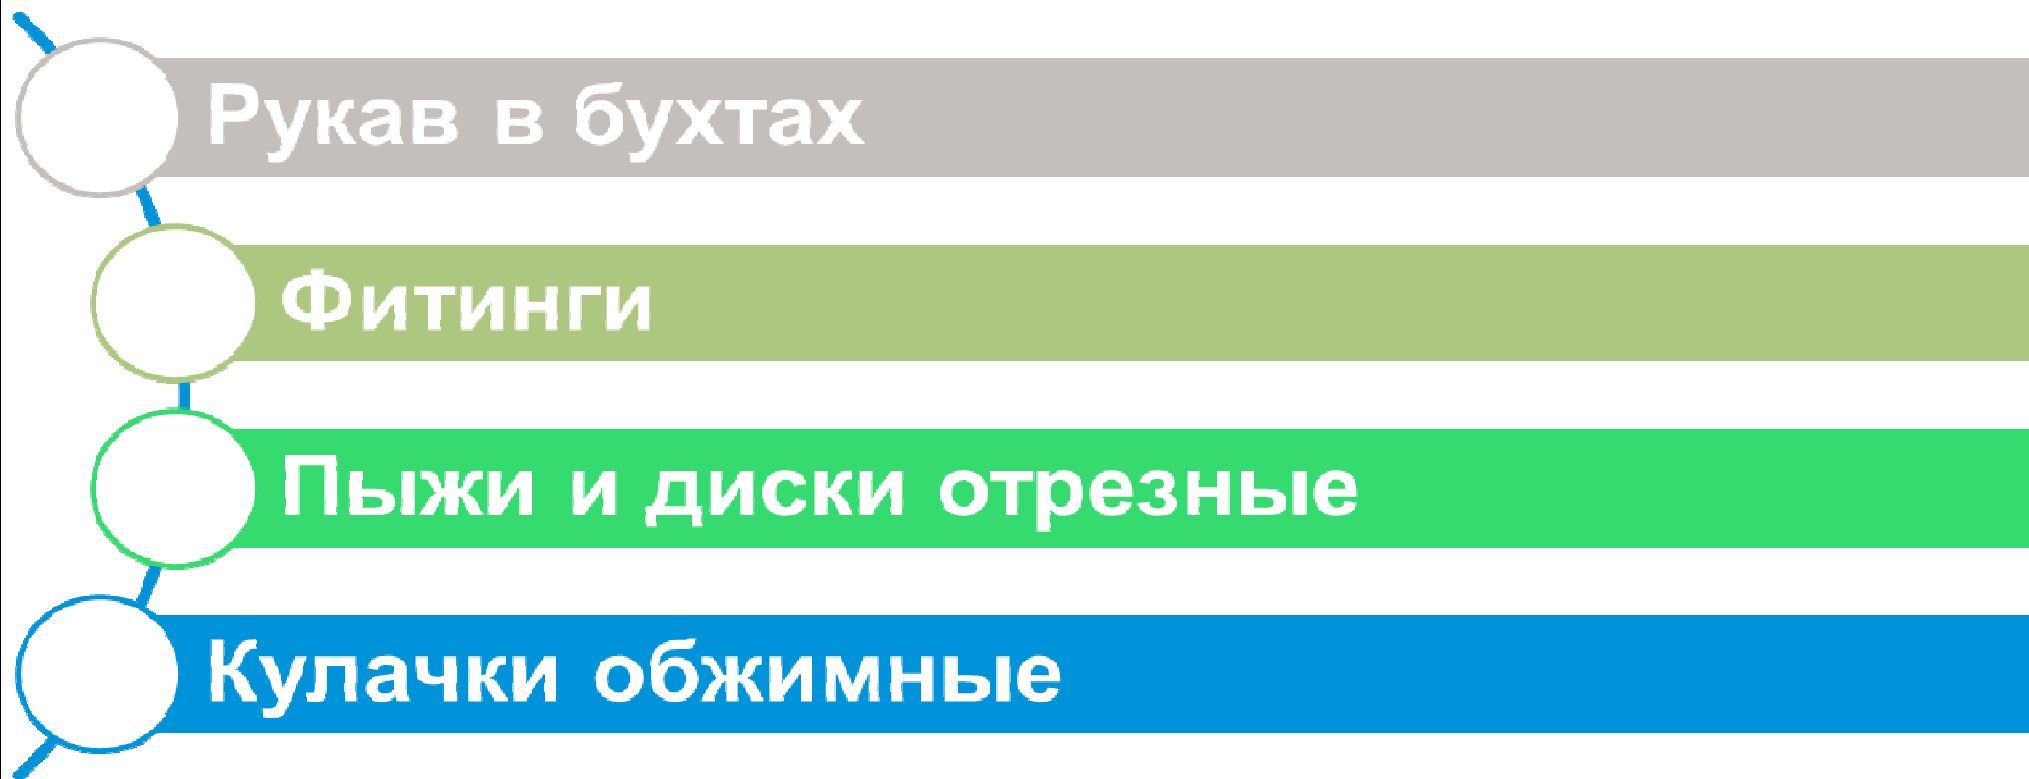 Рукав в бухтах
Фитинги
Пыжи и диски отрезные
Кулачки обжимные